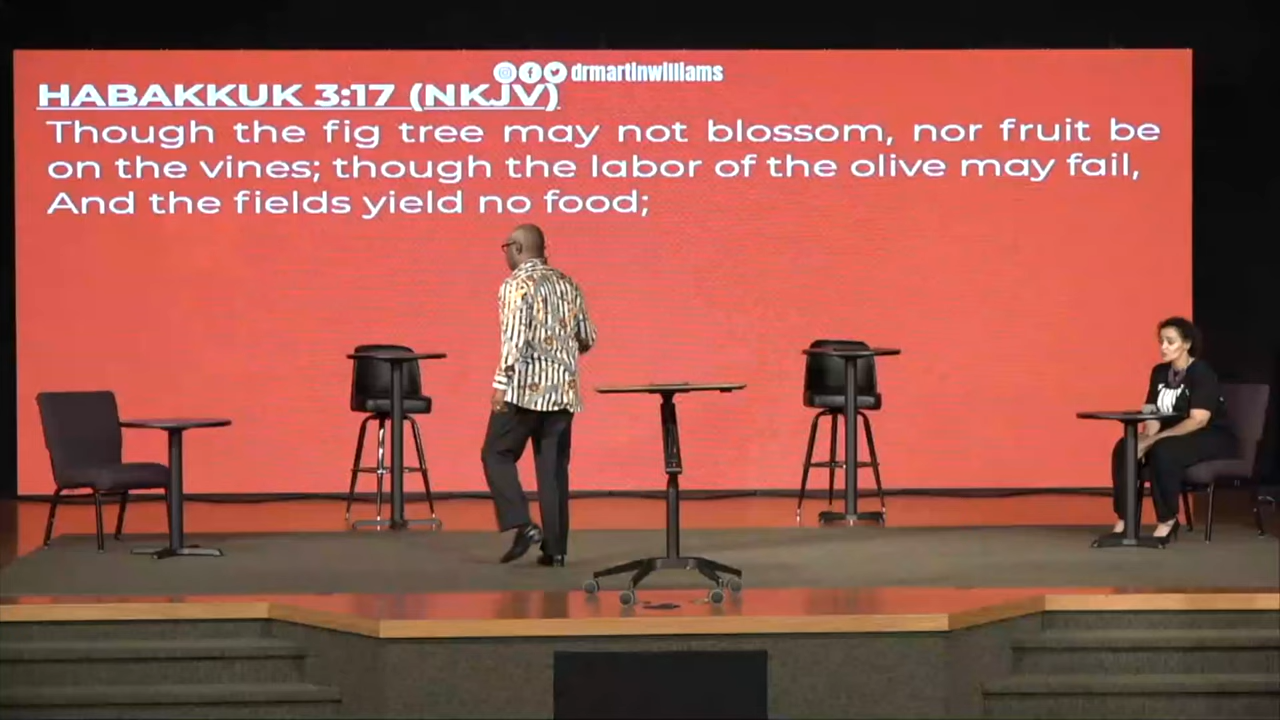 drmartinwilliams
HABAKKUK 3:17 (NKJV)
Though the fig tree may not blossom, nor fruit be
on the vines; though the labor of the olive may fail,
And the fields yield no food;